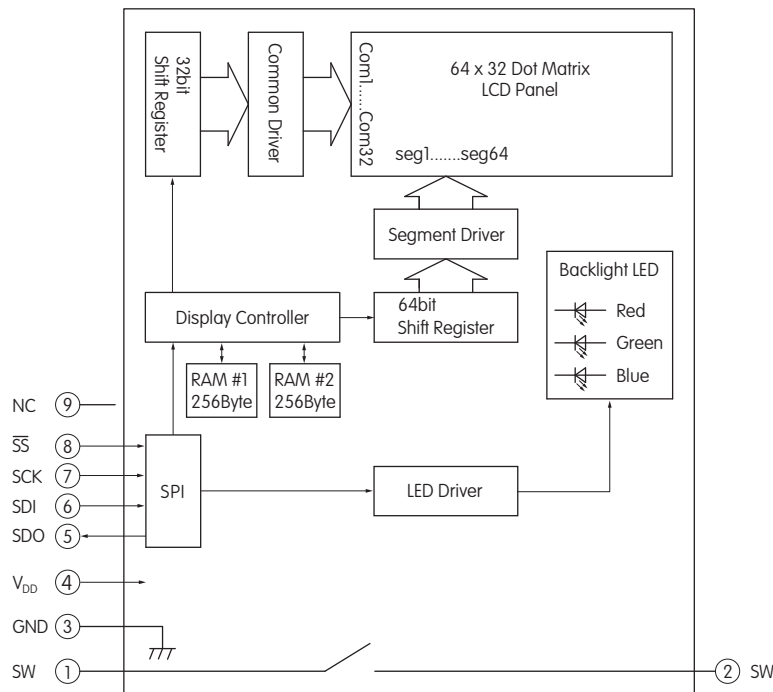 32bit
Shift Register
Common Driver
Com1......Com32
64 x 32 Dot Matrix
LCD Panel
seg1.......seg64
Segment Driver
Backlight LED
Red
Green
Blue
Display Controller
64bit
Shift Register
RAM #1
256Byte
RAM #2
256Byte
NC 9
SS 8
SCK 7
SDI 6
SDO 5
SPI
LED Driver
VDD 4
GND 3
SW 1
2 SW